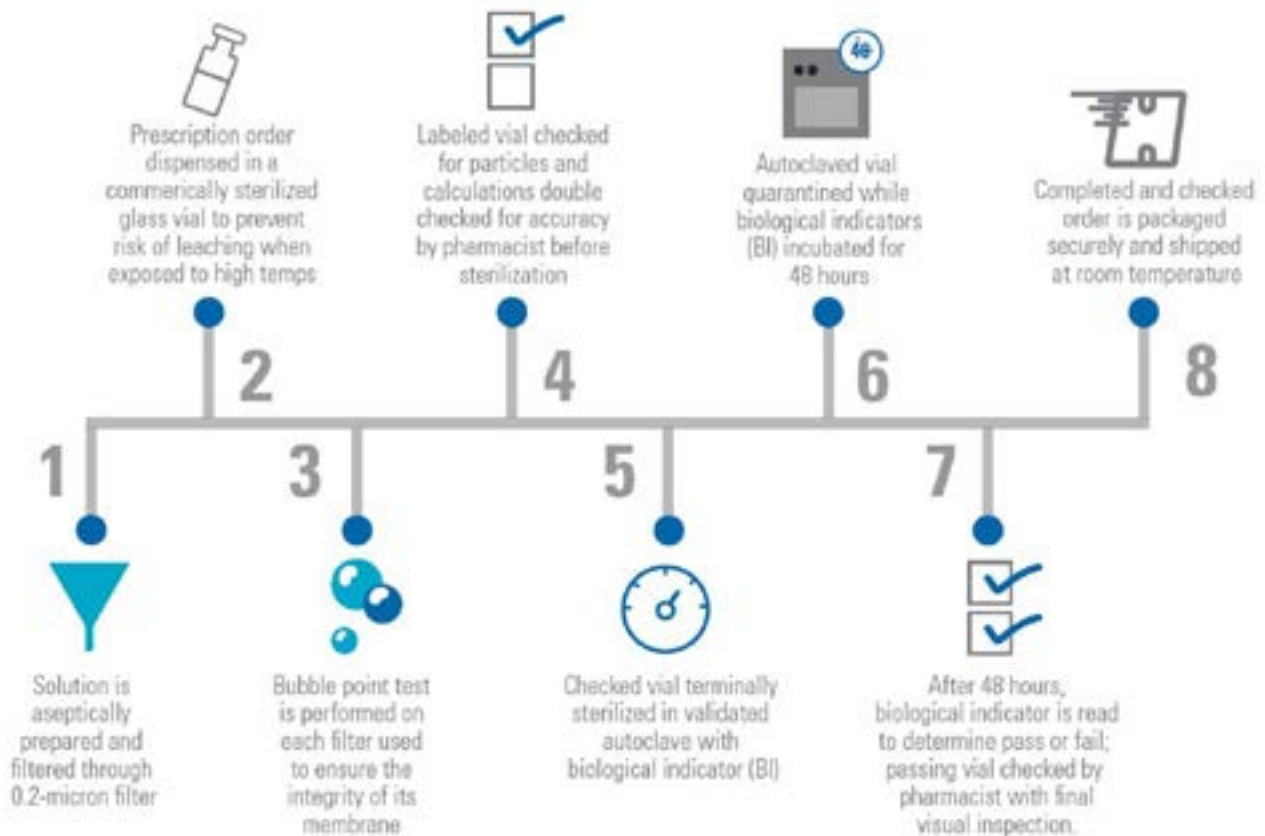 1
Solution is
aseptically
prepared and
filtered through
0.2-micron filter
2
Prescription order
dispensed in a
commerically sterilized
glass vial to prevent
risk of leaching when
exposed to high temps
3
Bubble point test
is performed on
each filter used
to ensure the
integrity of its
membrane
4
Labeled vial checked
for particles and
calculations double
checked for accuracy
by pharmacist before
sterilization
5
Checked vial terminally
sterilized in validated
autoclave with
biological indicator (BI)
6
48
Autoclaved vial
quarantined while
biological indicators
(BI) incubated for
48 hours
7
After 48 hours,
biological indicator is read
to determine pass or fail;
passing vial checked by
pharmacist with final
visual inspection.
8
Completed and checked
order is packaged
securely and shipped
at room temperature